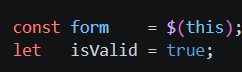 const form    = $(this);
let   isValid = true;